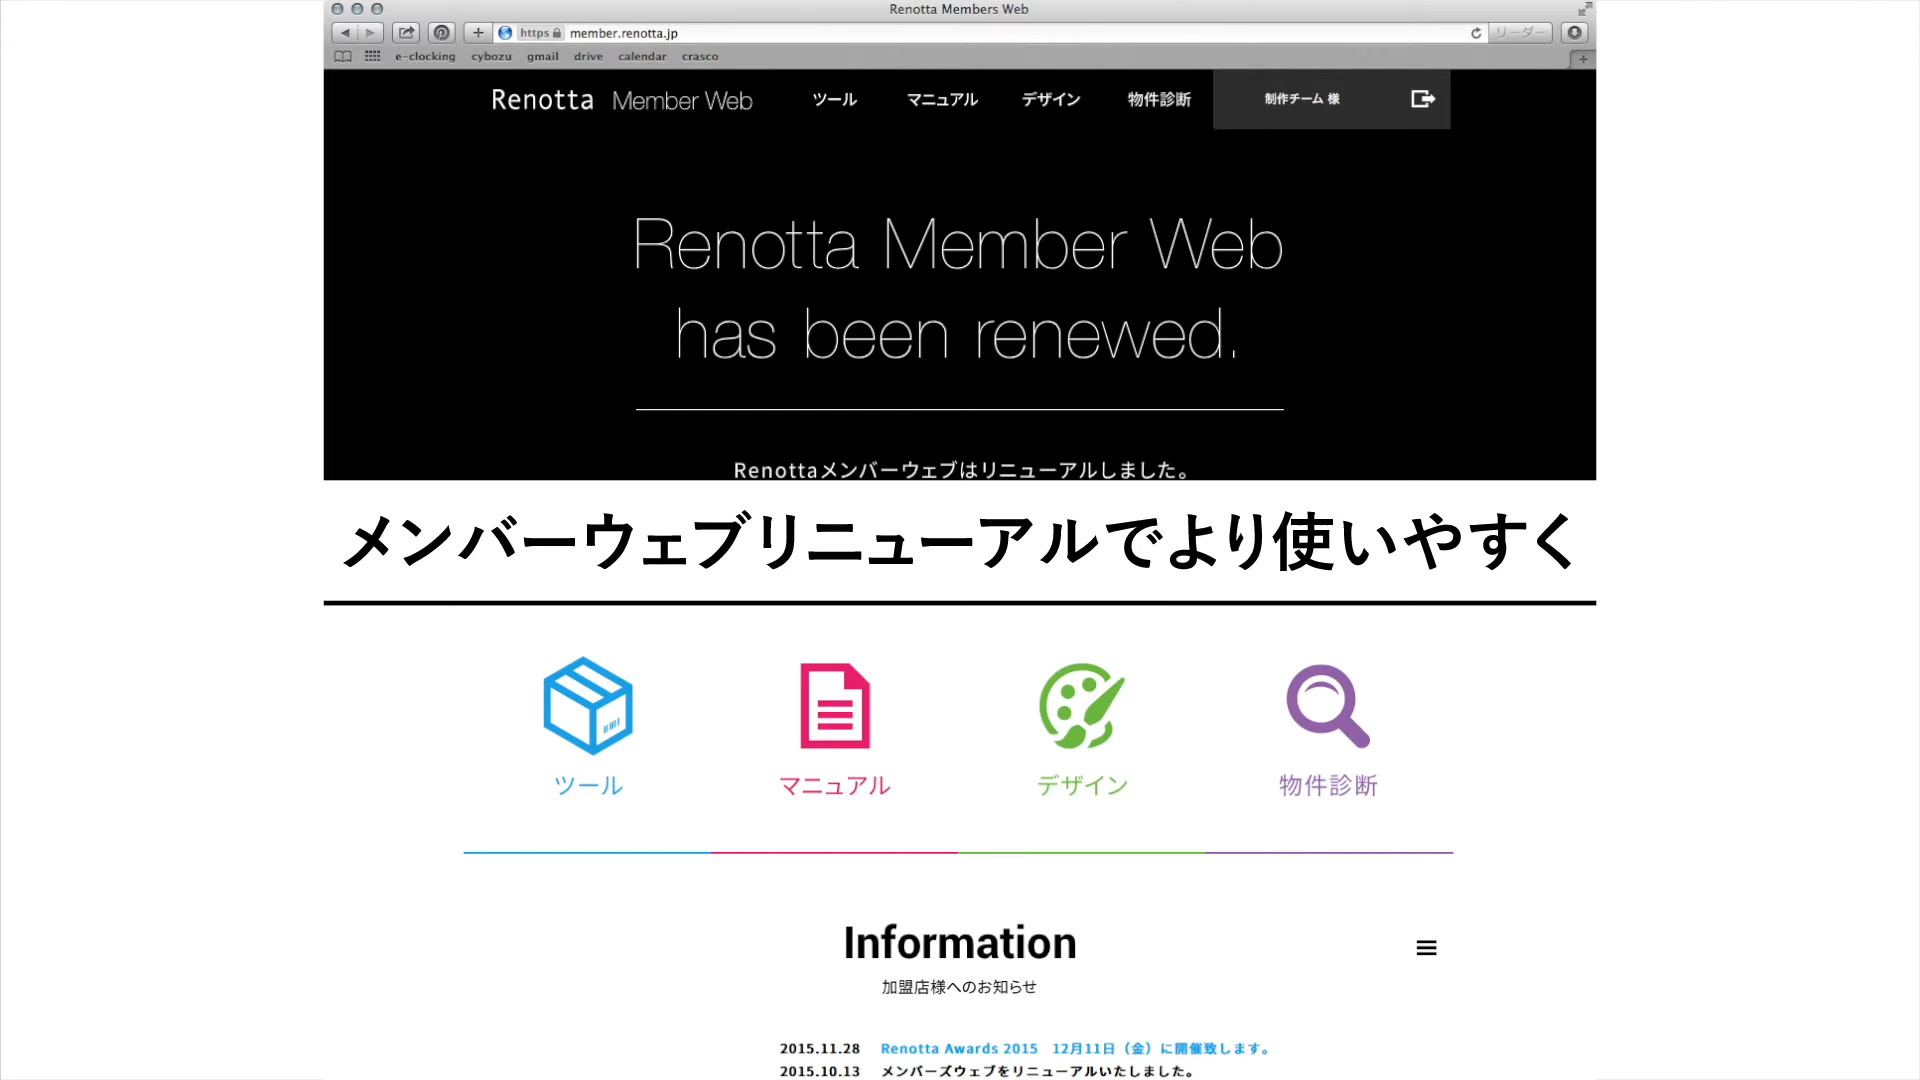 Renotta Members Web
https member.renotta.jp リーダー
e-clocking cybozu gmail drive calendar crasco
Renotta Member Web ツール マニュアル デザイン 物件診断 制作チーム 様
Renotta Member Web
has been renewed.
Renottaメンバーウェブはリニューアルしました。
メンバーウェブリニューアルでより使いやすく
ツール マニュアル デザイン 物件診断
Information
加盟店様へのお知らせ
2015.11.28 Renotta Awards 2015 12月11日（金）に開催致します。
2015.10.13 メンバーズウェブをリニューアルいたしました。